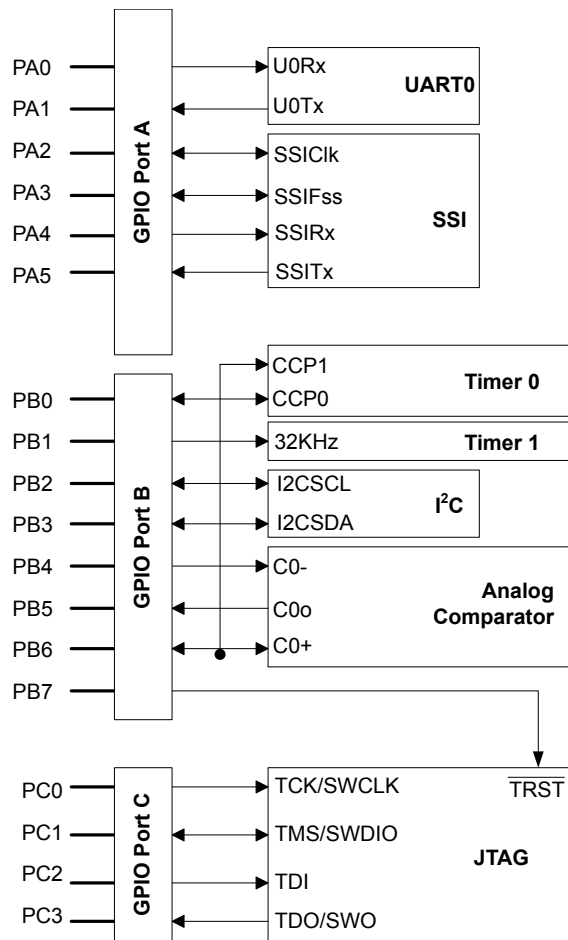 PA0
PA1
PA2
PA3
PA4
PA5
GPIO Port A
U0Rx
U0Tx
UART0
SSIClk
SSIFss
SSIRx
SSITx
SSI
PB0
PB1
PB2
PB3
PB4
PB5
PB6
PB7
GPIO Port B
CCP1
CCP0
Timer 0
32KHz
Timer 1
I2CSCL
I2CSDA
I²C
C0-
C0o
C0+
Analog
Comparator
PC0
PC1
PC2
PC3
GPIO Port C
TCK/SWCLK
TMS/SWDIO
TDI
TDO/SWO
TRST
JTAG